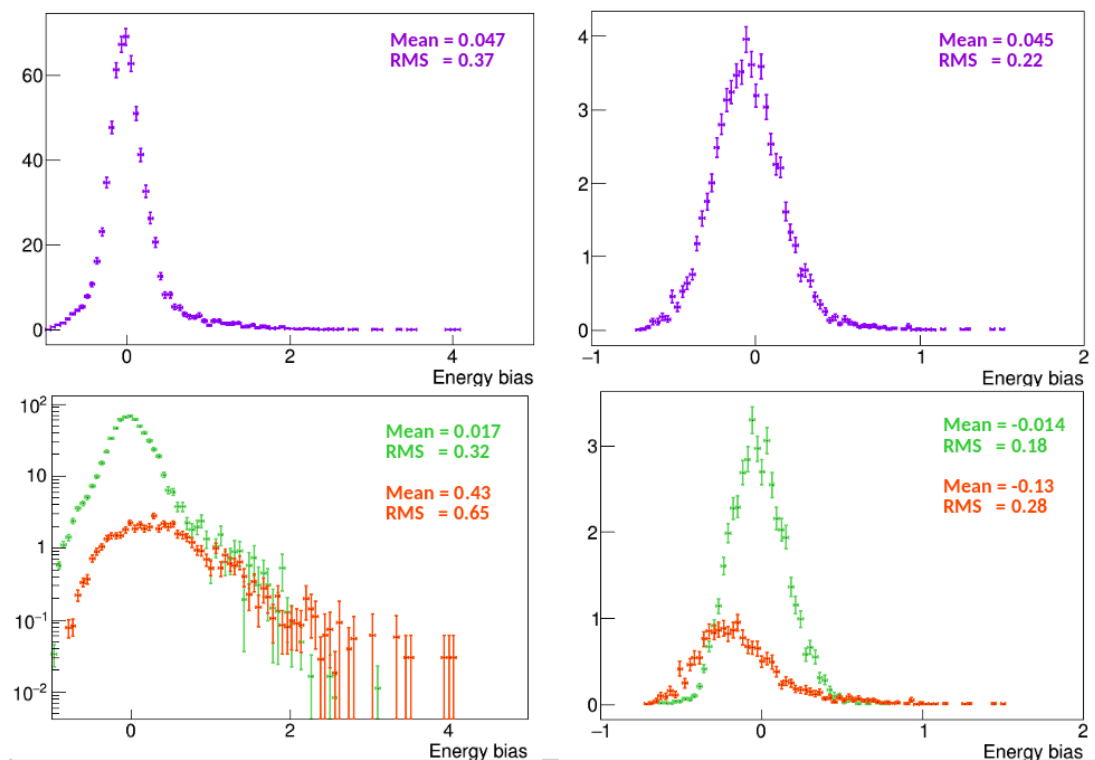 Mean = 0.047
RMS = 0.37
60
40
20
0
0
2
4
Energy bias
Mean = 0.045
RMS = 0.22
4
3
2
1
0
−1
0
1
2
Energy bias
10²
10
1
10⁻¹
10⁻²
Mean = 0.017
RMS = 0.32
Mean = 0.43
RMS = 0.65
0
2
4
Energy bias
Mean = -0.014
RMS = 0.18
Mean = -0.13
RMS = 0.28
3
2
1
0
−1
0
1
2
Energy bias